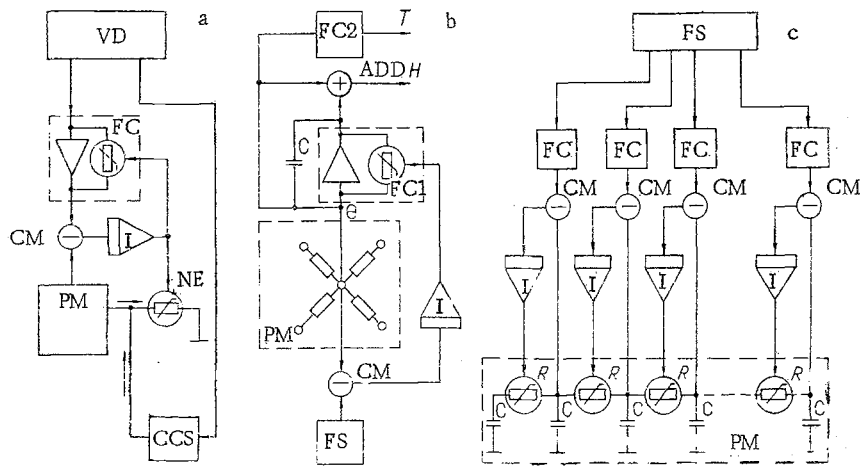 a
VD
FC
CM
I
NE
PM
CCS
b
FC2
T
ADD H
C
FC1
Θ
PM
I
CM
FS
c
FS
FC FC FC FC
CM CM CM CM
I I I I
R R R R
C C C C C
PM